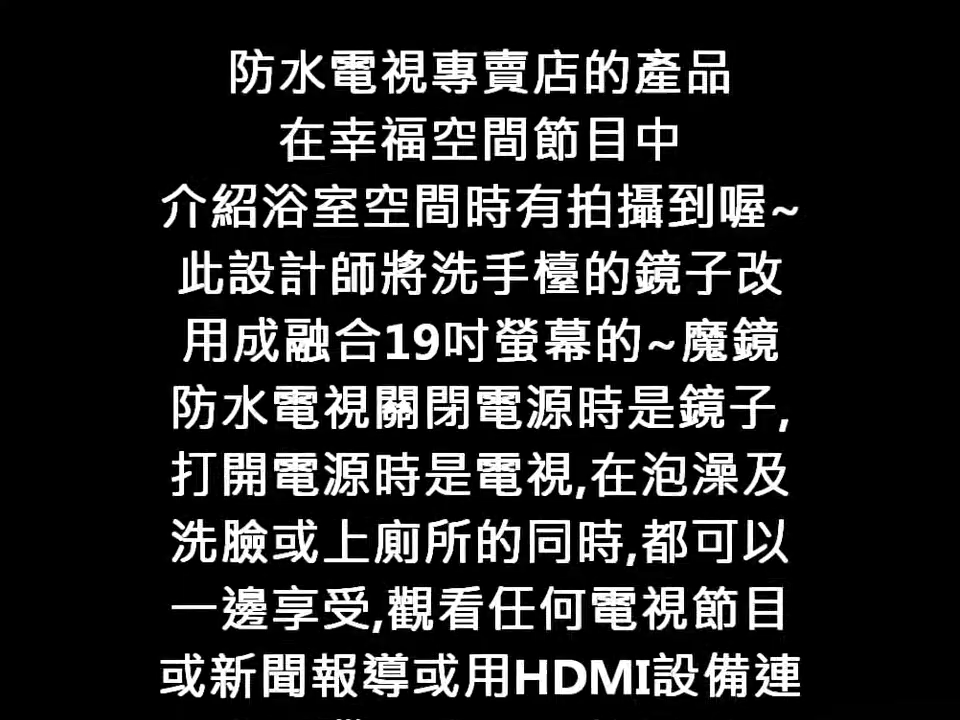 防水電視專賣店的產品
在幸福空間節目中
介紹浴室空間時有拍攝到喔~
此設計師將洗手檯的鏡子改
用成融合19吋螢幕的~魔鏡
防水電視關閉電源時是鏡子,
打開電源時是電視,在泡澡及
洗臉或上廁所的同時,都可以
一邊享受,觀看任何電視節目
或新聞報導或用HDMI設備連